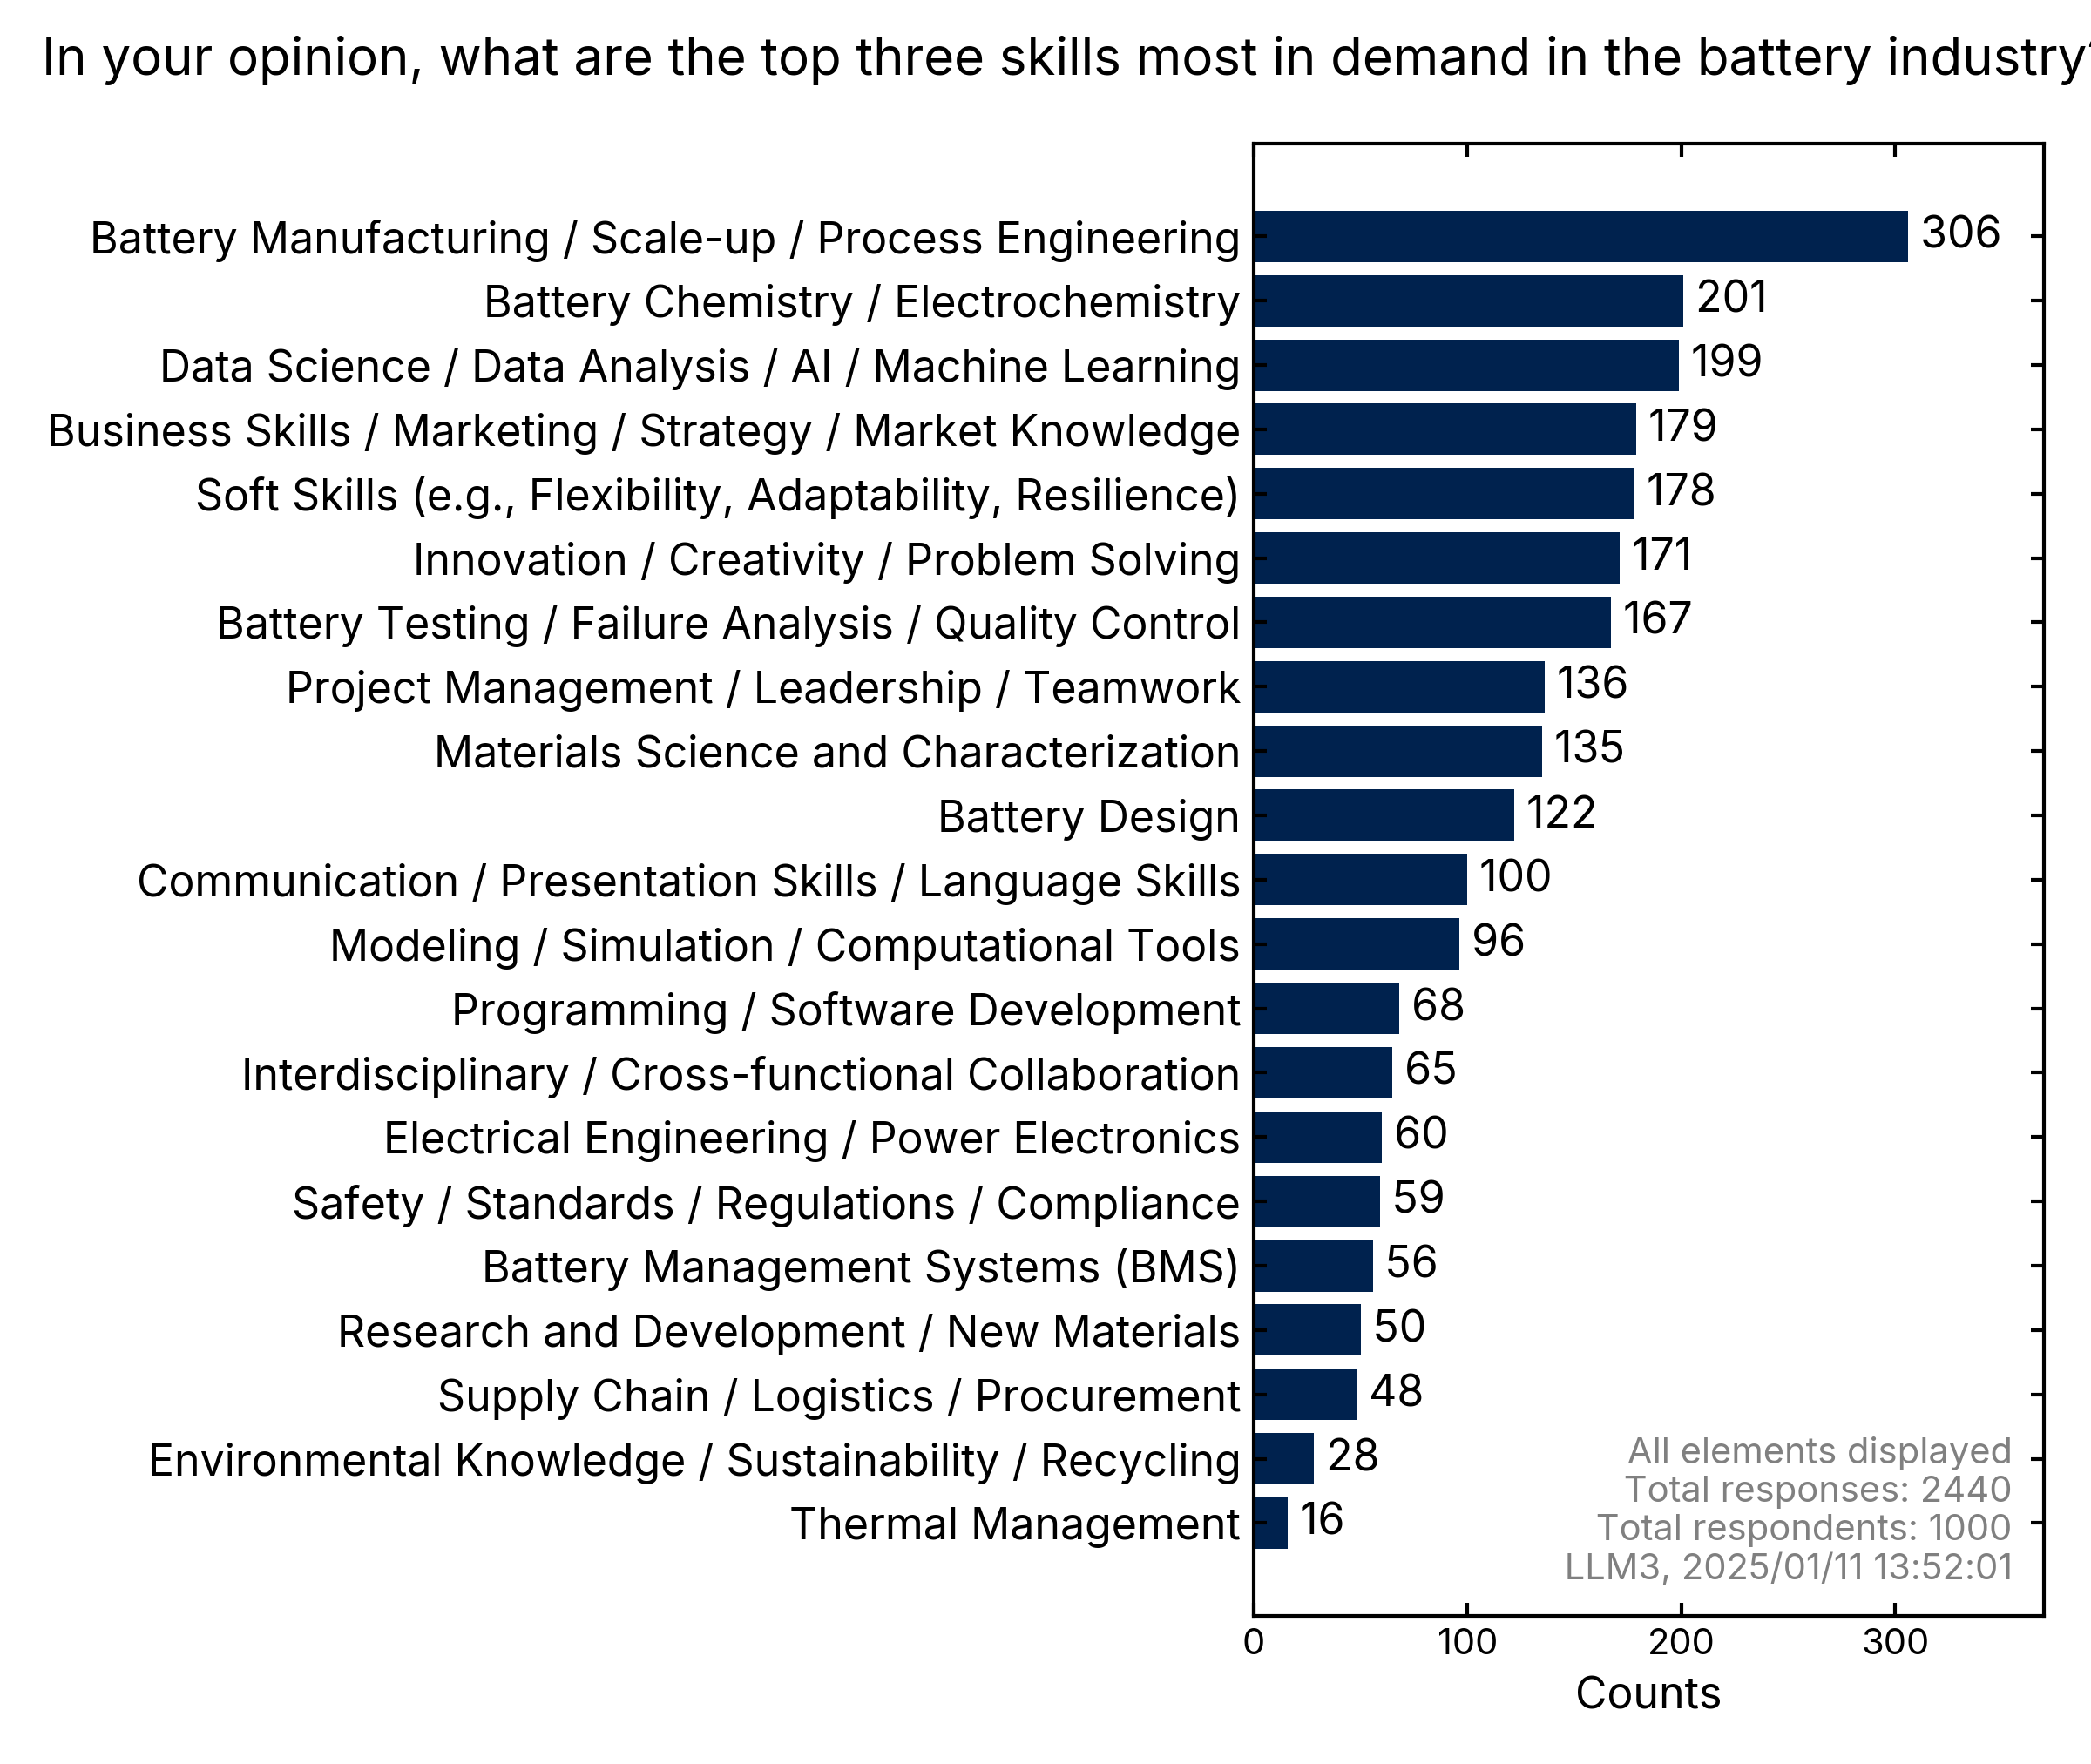 In your opinion, what are the top three skills most in demand in the battery industry?
Battery Manufacturing / Scale-up / Process Engineering 306
Battery Chemistry / Electrochemistry 201
Data Science / Data Analysis / AI / Machine Learning 199
Business Skills / Marketing / Strategy / Market Knowledge 179
Soft Skills (e.g., Flexibility, Adaptability, Resilience) 178
Innovation / Creativity / Problem Solving 171
Battery Testing / Failure Analysis / Quality Control 167
Project Management / Leadership / Teamwork 136
Materials Science and Characterization 135
Battery Design 122
Communication / Presentation Skills / Language Skills 100
Modeling / Simulation / Computational Tools 96
Programming / Software Development 68
Interdisciplinary / Cross-functional Collaboration 65
Electrical Engineering / Power Electronics 60
Safety / Standards / Regulations / Compliance 59
Battery Management Systems (BMS) 56
Research and Development / New Materials 50
Supply Chain / Logistics / Procurement 48
Environmental Knowledge / Sustainability / Recycling 28
Thermal Management 16
All elements displayed
Total responses: 2440
Total respondents: 1000
LLM3, 2025/01/11 13:52:01
0 100 200 300
Counts